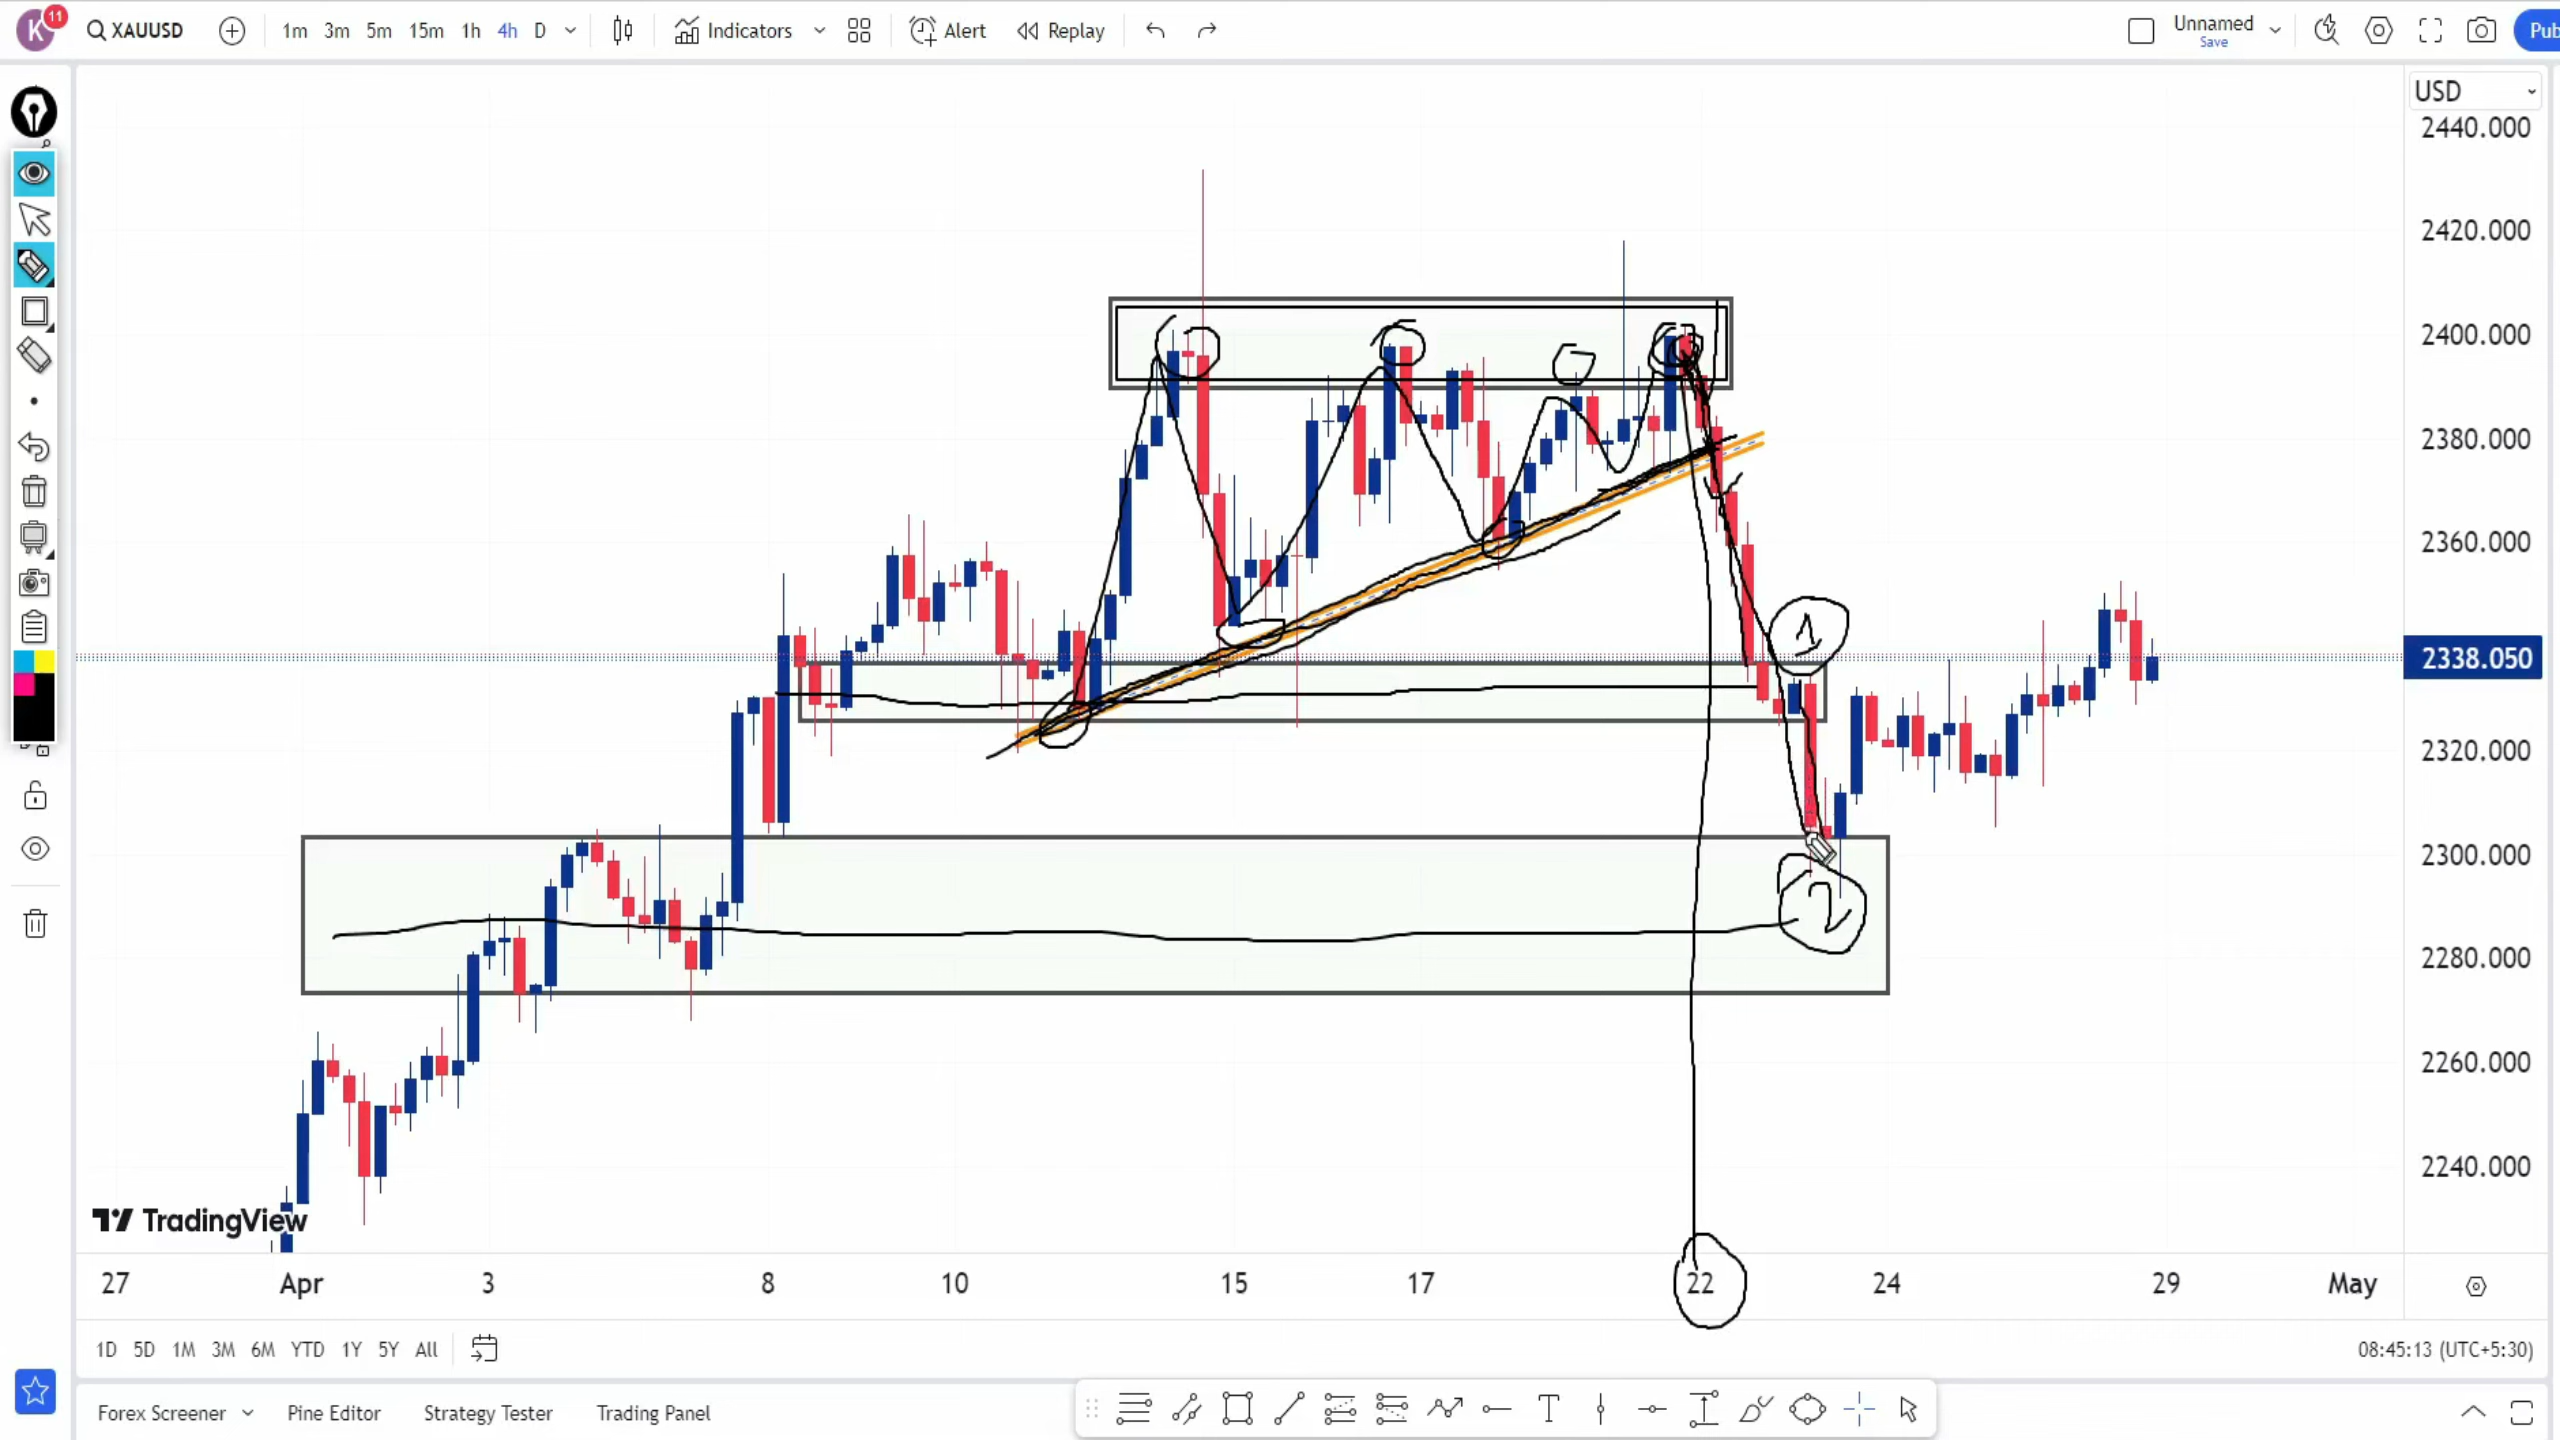 K 11 XAUUSD 1m 3m 5m 15m 1h 4h D Indicators Alert Replay Unnamed Pub
Save
USD
2440.000
2420.000
2400.000
2380.000
2360.000
1
2338.050
2320.000
2300.000
2
2280.000
2260.000
2240.000
TradingView
27 Apr 3 8 10 15 17 22 24 29 May
1D 5D 1M 3M 6M YTD 1Y 5Y All 08:45:13 (UTC+5:30)
Forex Screener Pine Editor Strategy Tester Trading Panel T